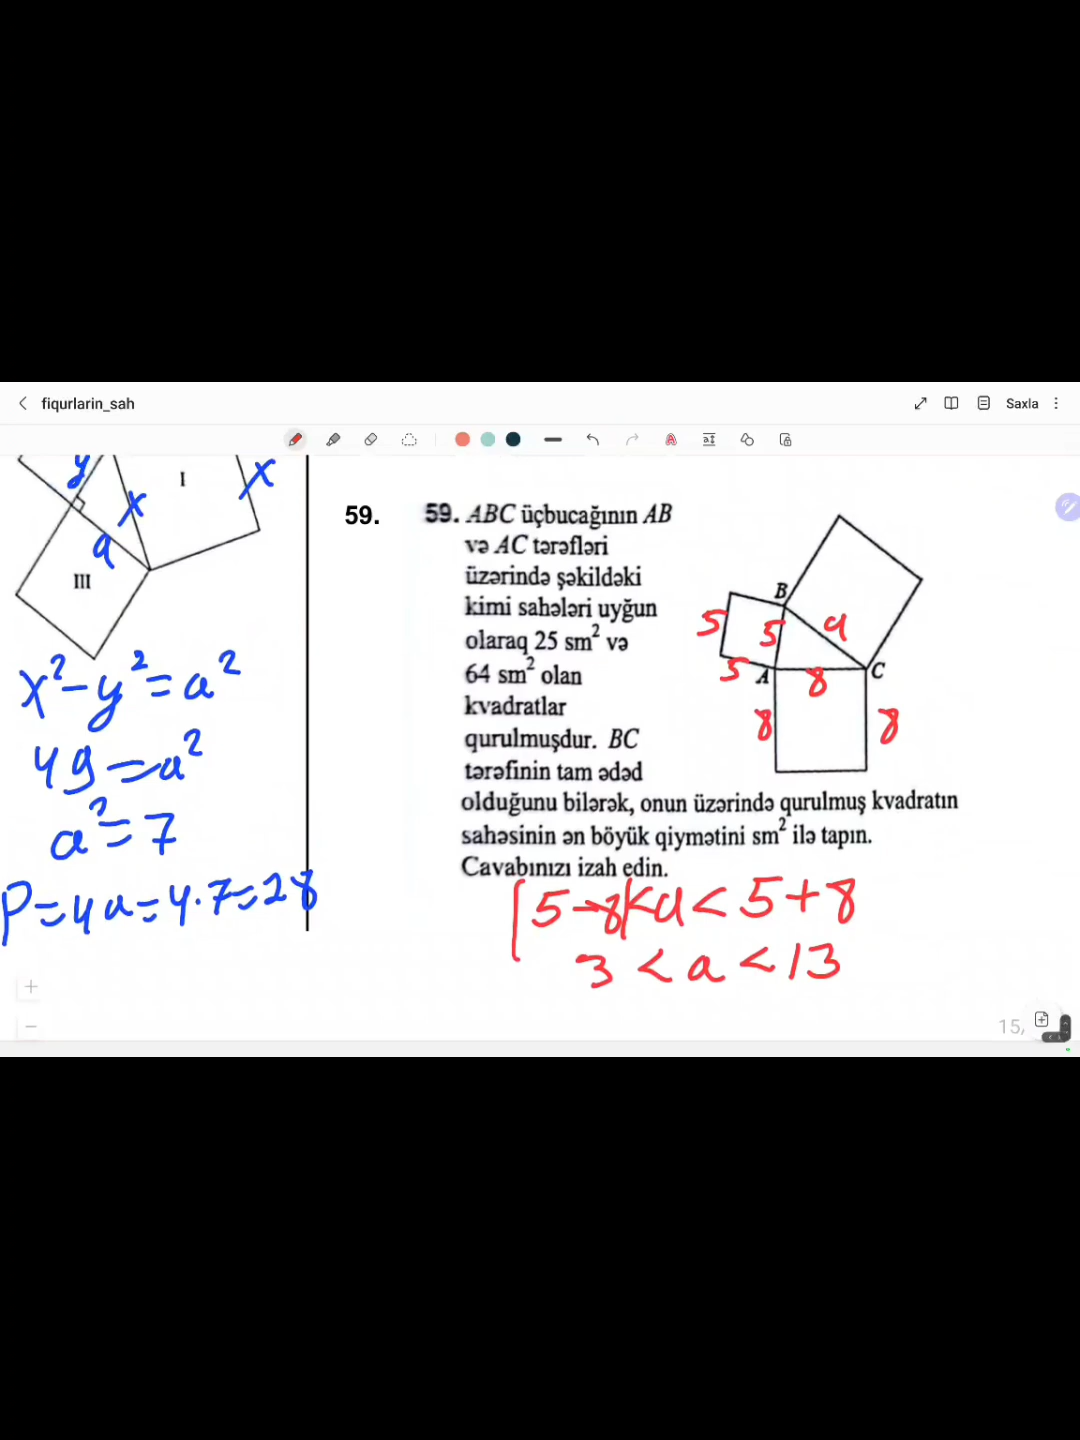 fiqurlarin_sah
Saxla
y
x
I
x
a
III
x²-y²=a²
49=a²
a²=7
P=4a=4.7=28
59.
59. ABC üçbucağının AB
və AC tərəfləri
üzərində şəkildəki
kimi sahələri uyğun
olaraq 25 sm² və
64 sm² olan
kvadratlar
qurulmuşdur. BC
tərəfinin tam ədəd
olduğunu bilərək, onun üzərində qurulmuş kvadratın
sahəsinin ən böyük qiymətini sm² ilə tapın.
Cavabınızı izah edin.
B
5
5
a
5
A
8
C
8
8
|5-8|<a<5+8
3<a<13
15,